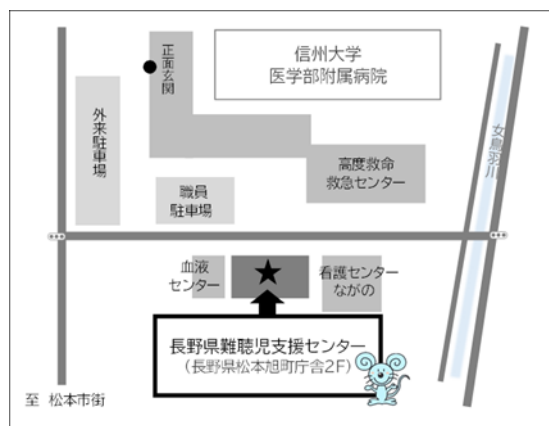 正面玄関
信州大学
医学部附属病院
外来駐車場
女鳥羽川
高度救命
救急センター
職員
駐車場
血液
センター
看護センター
ながの
長野県難聴児支援センター
（長野県松本旭町庁舎2F）
至 松本市街